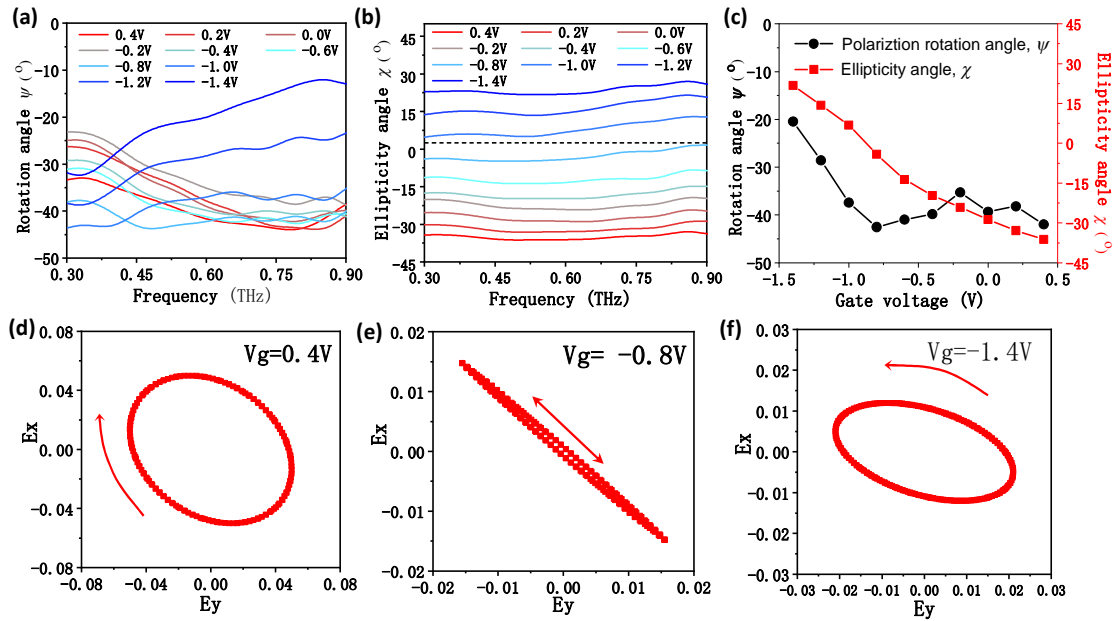 (a)
0.4V 0.2V 0.0V
-0.2V -0.4V -0.6V
-0.8V -1.0V
-1.2V -1.4V
0
-10
-20
-30
-40
-50
Rotation angle ψ (°)
0.30 0.45 0.60 0.75 0.90
Frequency (THz)
(b)
0.4V 0.2V 0.0V
-0.2V -0.4V -0.6V
-0.8V -1.0V -1.2V
-1.4V
45
30
15
0
-15
-30
-45
Ellipticity angle χ (°)
0.30 0.45 0.60 0.75 0.90
Frequency (THz)
(c)
Polariztion rotation angle, ψ
Ellipticity angle, χ
0
-10
-20
-30
-40
-50
Rotation angle ψ (°)
45
30
15
0
-15
-30
-45
Ellipticity angle χ (°)
-1.5 -1.0 -0.5 0.0 0.5
Gate voltage (V)
(d)
Vg=0.4V
0.08
0.04
0.00
-0.04
-0.08
Ex
-0.08 -0.04 0.00 0.04 0.08
Ey
(e)
Vg= -0.8V
0.02
0.01
0.00
-0.01
-0.02
Ex
-0.02 -0.01 0.00 0.01 0.02
Ey
(f)
Vg=-1.4V
0.03
0.02
0.01
0.00
-0.01
-0.02
-0.03
Ex
-0.03 -0.02 -0.01 0.00 0.01 0.02 0.03
Ey